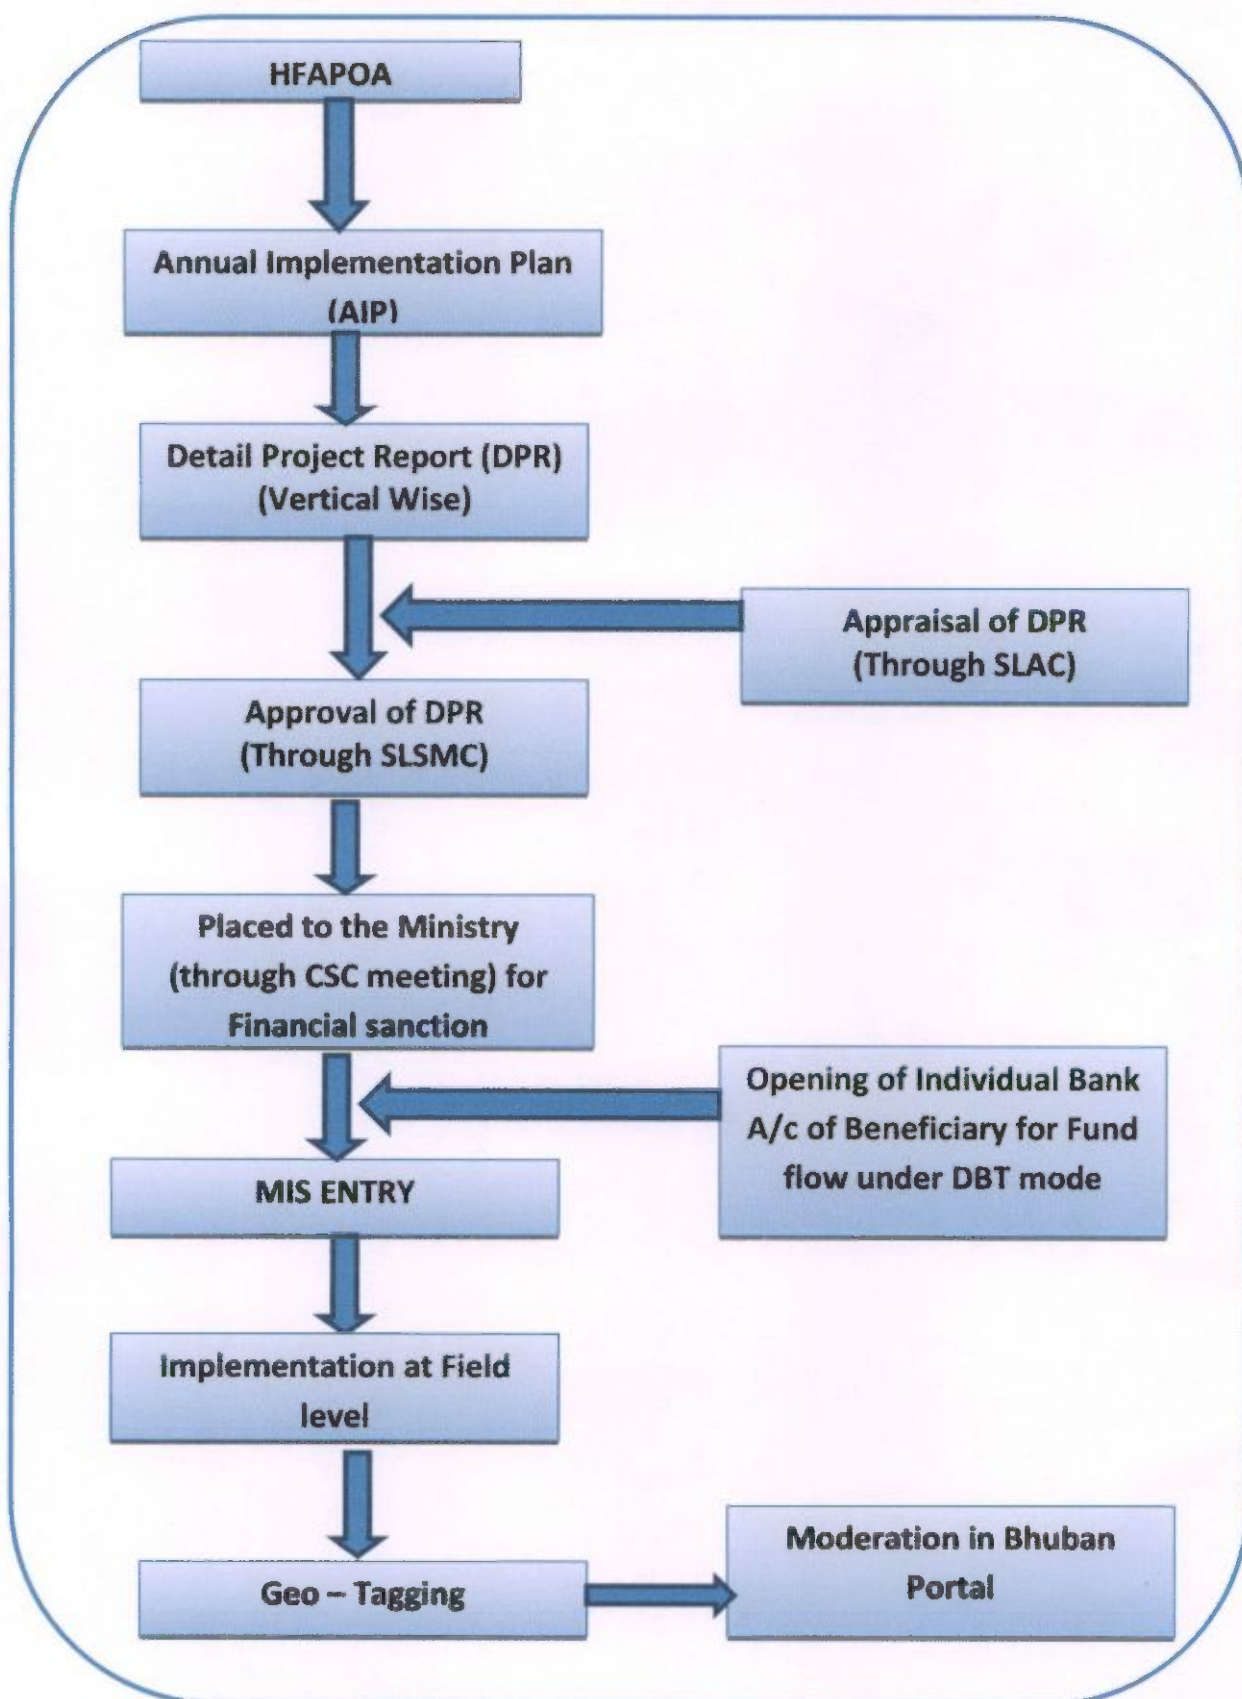 HFAPOA
Annual Implementation Plan
(AIP)
Detail Project Report (DPR)
(Vertical Wise)
Appraisal of DPR
(Through SLAC)
Approval of DPR
(Through SLSMC)
Placed to the Ministry
(through CSC meeting) for
Financial sanction
Opening of Individual Bank
A/c of Beneficiary for Fund
flow under DBT mode
MIS ENTRY
Implementation at Field
level
Geo – Tagging
Moderation in Bhuban
Portal